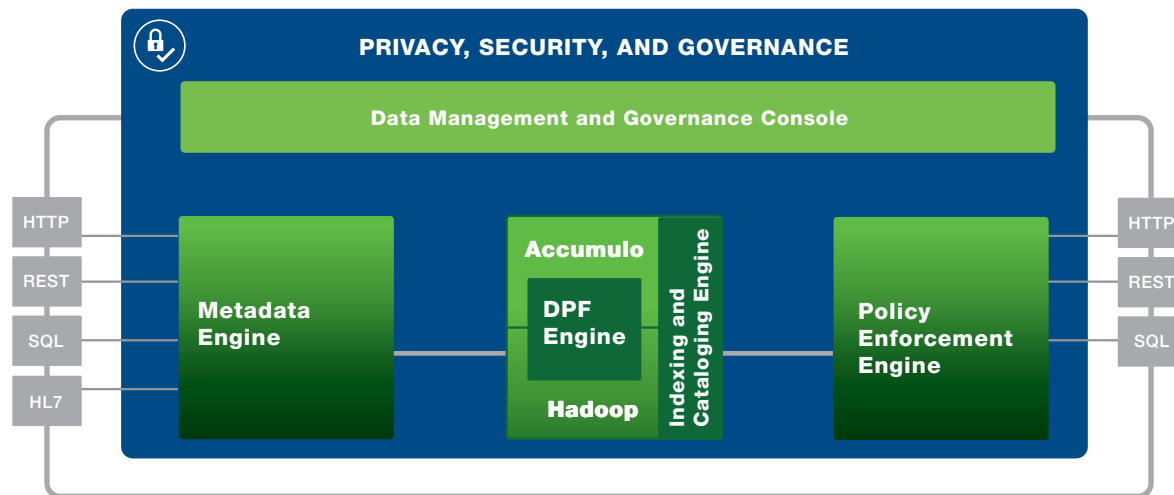 PRIVACY, SECURITY, AND GOVERNANCE
Data Management and Governance Console
HTTP
REST
SQL
HL7
Metadata
Engine
Accumulo
DPF
Engine
Hadoop
Indexing and
Cataloging Engine
Policy
Enforcement
Engine
HTTP
REST
SQL